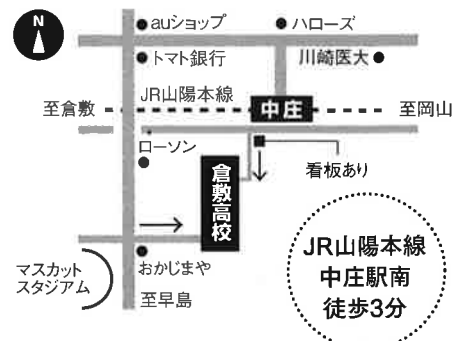 N
auショップ
ハローズ
トマト銀行
川崎医大
JR山陽本線
至倉敷
中庄
至岡山
ローソン
看板あり
倉敷高校
おかじまや
マスカット
スタジアム
至早島
JR山陽本線
中庄駅南
徒歩3分